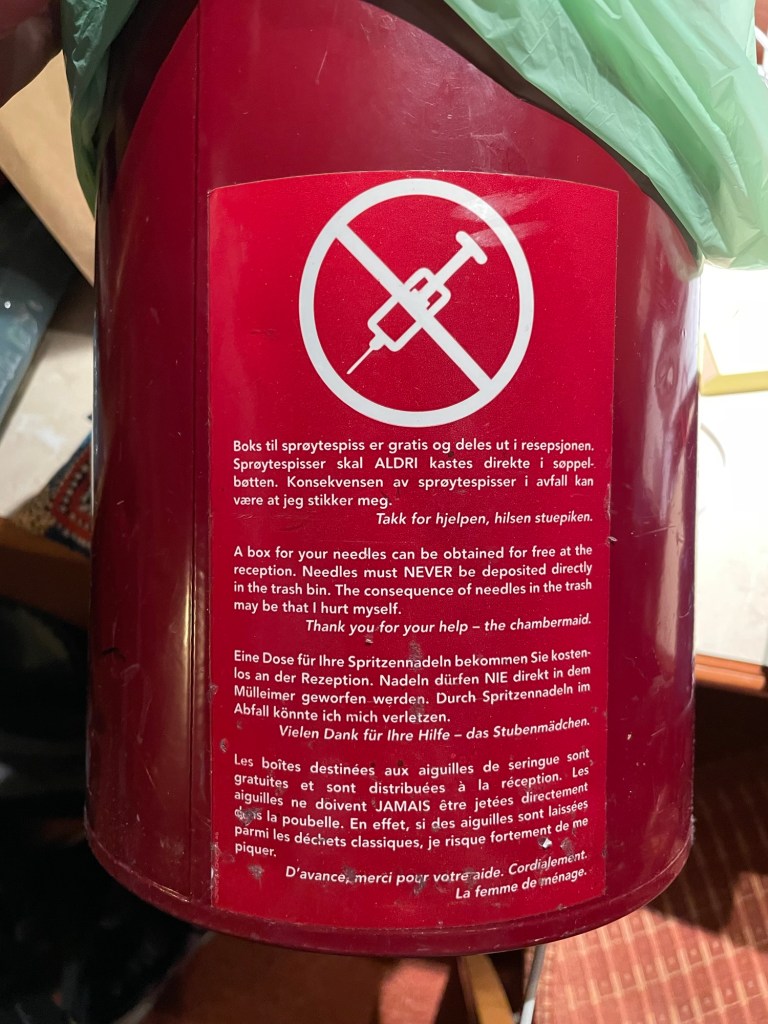 Boks til sprøytespiss er gratis og deles ut i resepsjonen.
Sprøytespisser skal ALDRI kastes direkte i søppel-
bøtten. Konsekvensen av sprøytespisser i avfall kan
være at jeg stikker meg.
Takk for hjelpen, hilsen stuepiken.
A box for your needles can be obtained for free at the
reception. Needles must NEVER be deposited directly
in the trash bin. The consequence of needles in the trash
may be that I hurt myself.
Thank you for your help – the chambermaid.
Eine Dose für Ihre Spritzennadeln bekommen Sie kosten-
los an der Rezeption. Nadeln dürfen NIE direkt in dem
Mülleimer geworfen werden. Durch Spritzennadeln im
Abfall könnte ich mich verletzen.
Vielen Dank für Ihre Hilfe – das Stubenmädchen.
Les boîtes destinées aux aiguilles de seringue sont
gratuites et sont distribuées à la réception. Les
aiguilles ne doivent JAMAIS être jetées directement
dans la poubelle. En effet, si des aiguilles sont laissées
parmi les déchets classiques, je risque fortement de me
piquer.
D'avance, merci pour votre aide. Cordialement.
La femme de ménage.